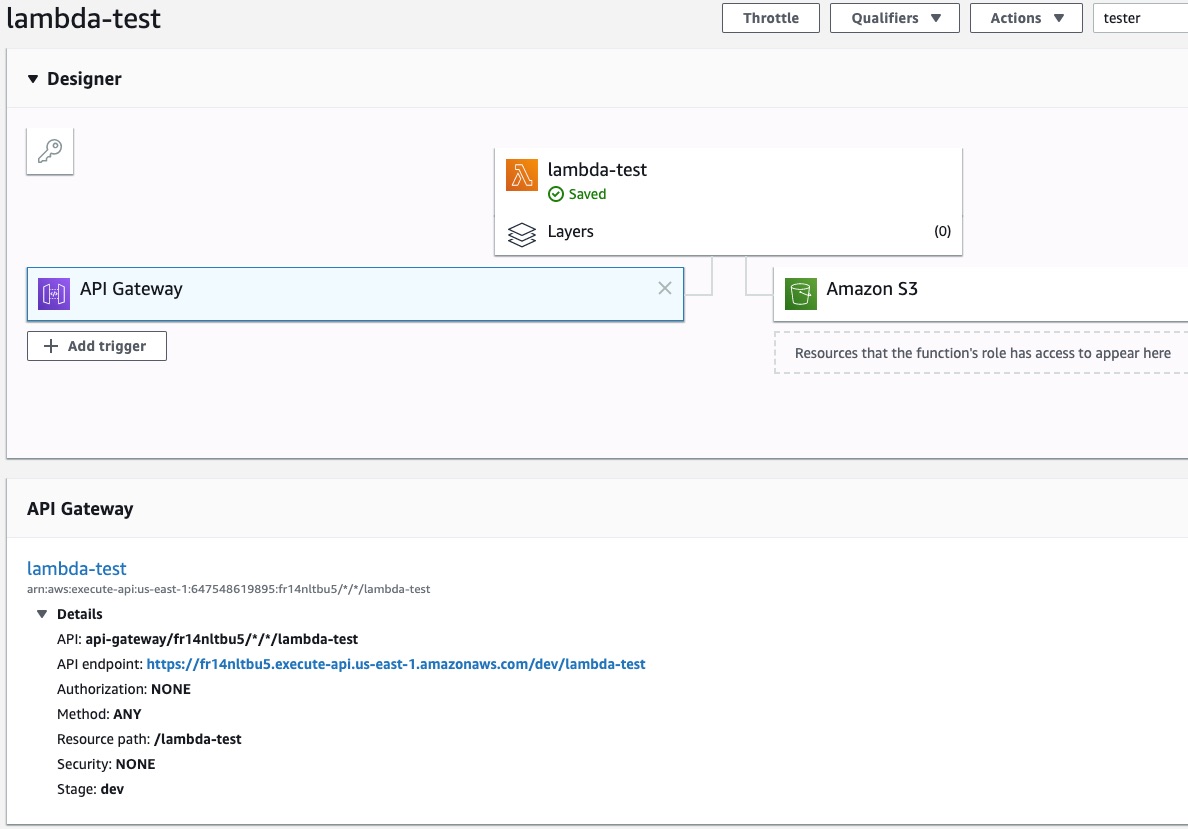 lambda-test
Throttle
Qualifiers
Actions
tester
Designer
lambda-test
Saved
Layers
(0)
API Gateway
Amazon S3
Add trigger
Resources that the function's role has access to appear here
API Gateway
lambda-test
arn:aws:execute-api:us-east-1:647548619895:fr14nltbu5/*/*/lambda-test
Details
API: api-gateway/fr14nltbu5/*/*/lambda-test
API endpoint: https://fr14nltbu5.execute-api.us-east-1.amazonaws.com/dev/lambda-test
Authorization: NONE
Method: ANY
Resource path: /lambda-test
Security: NONE
Stage: dev